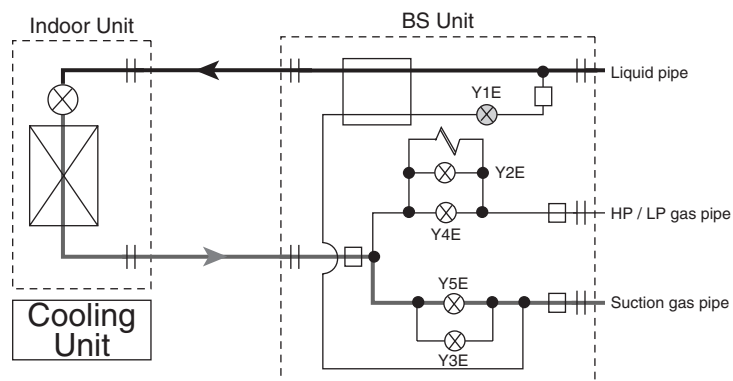 Indoor Unit
BS Unit
Liquid pipe
Y1E
Y2E
Y4E
HP / LP gas pipe
Y5E
Suction gas pipe
Y3E
Cooling
Unit